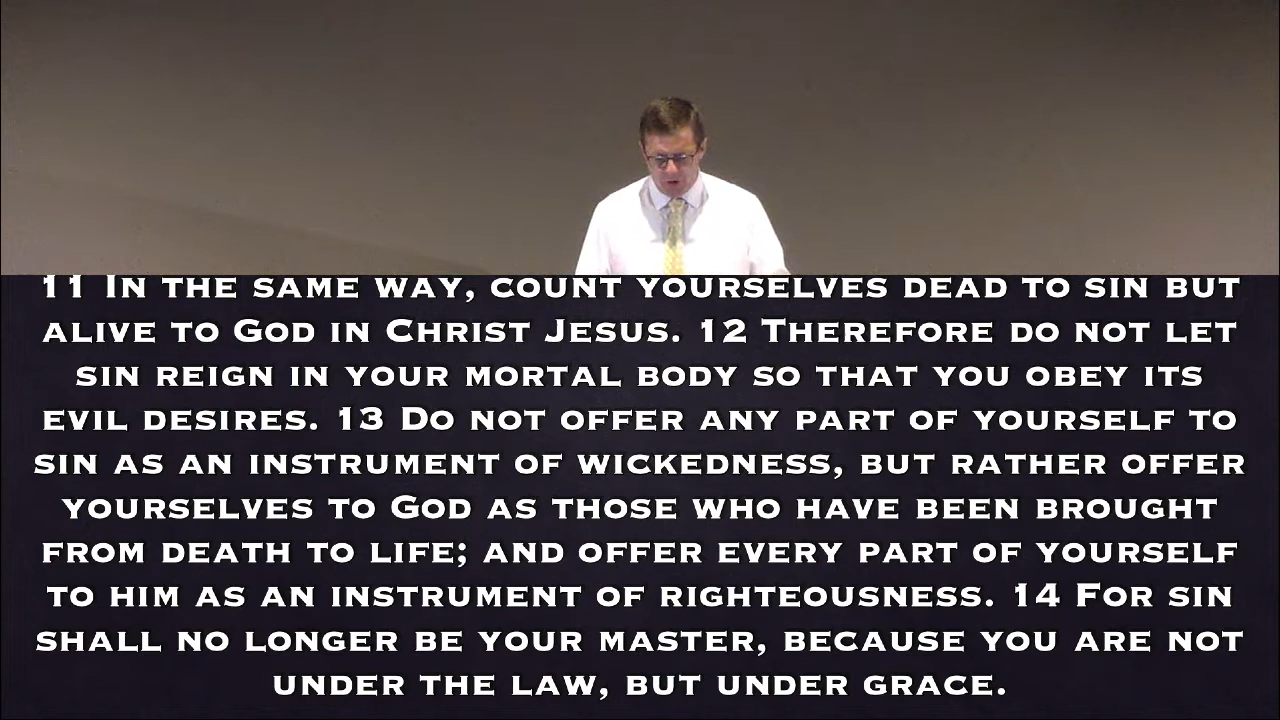 11 In the same way, count yourselves dead to sin but
alive to God in Christ Jesus. 12 Therefore do not let
sin reign in your mortal body so that you obey its
evil desires. 13 Do not offer any part of yourself to
sin as an instrument of wickedness, but rather offer
yourselves to God as those who have been brought
from death to life; and offer every part of yourself
to him as an instrument of righteousness. 14 For sin
shall no longer be your master, because you are not
under the law, but under grace.